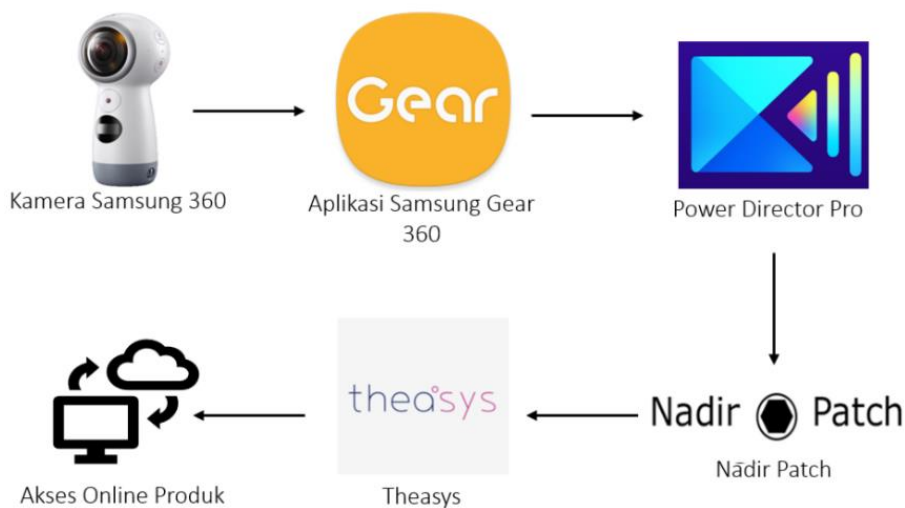 Gear
Kamera Samsung 360
Aplikasi Samsung Gear
360
Power Director Pro
Nadir Patch
Nadir Patch
theasys
Theasys
Akses Online Produk